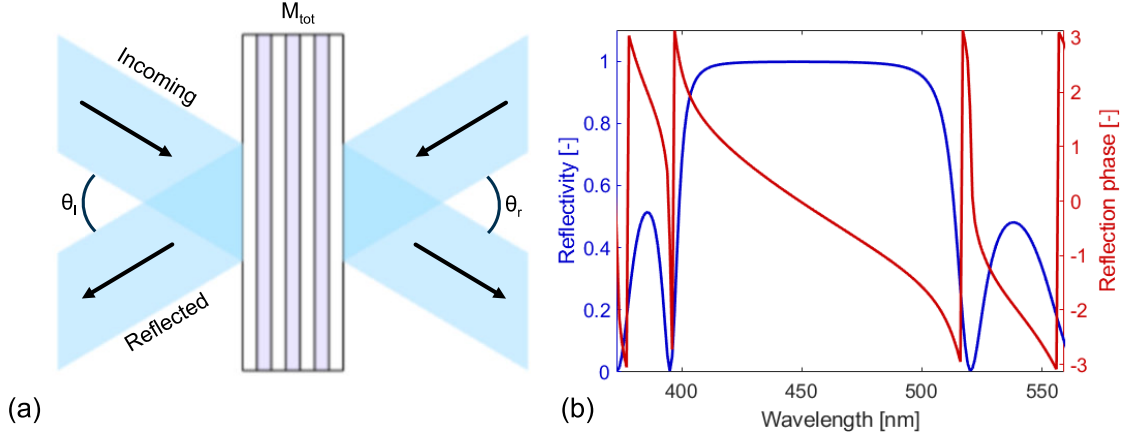 M_tot
Incoming
θ_l
θ_r
Reflected
(a)
Reflectivity [-]
1
0.8
0.6
0.4
0.2
0
400
450
500
550
Wavelength [nm]
3
2
1
0
-1
-2
-3
Reflection phase [-]
(b)